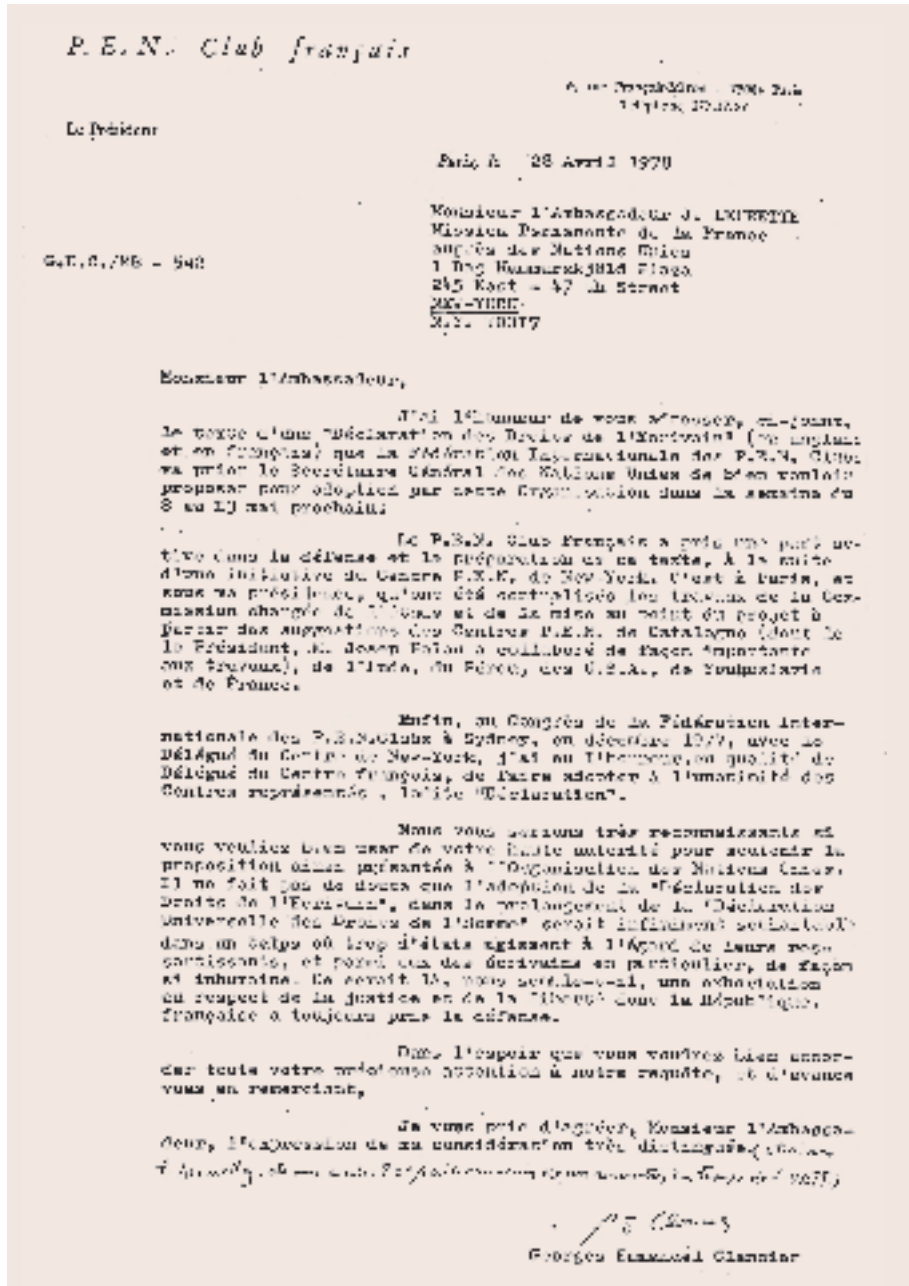 P. E. N. Club français
Le Président
Paris, le 28 Avril 1978
Monsieur l'Ambassadeur J.
Mission Permanente de la France
auprès des Nations Unies
1 Dag Hammarskjöld Plaza
245 East - 47 th Street
NEW-YORK
N.Y. 10017
Monsieur l'Ambassadeur,
J'ai l'honneur de vous adresser, ci-joint,
le texte d'une "Déclaration des Droits de l'Ecrivain" (en anglais
et en français) que la Fédération Internationale des P.E.N. Clubs
va prier le Secrétaire Général des Nations Unies de bien vouloir
proposer pour adoption par cette Organisation dans la semaine du
8 au 13 mai prochain.
Le P.E.N. Club Français a pris une part ac-
tive dans la défense et la préparation de ce texte, à la suite
d'une initiative du Centre P.E.N. de New-York. C'est à Paris, et
sous ma présidence, qu'ont été centralisés les travaux de la Com-
mission chargée de l'étude et de la mise au point du projet à
partir des suggestions des Centres P.E.N. de Catalogne (dont le
le Président, M. Josep Palau a collaboré de façon importante
aux travaux), de l'Inde, du Pérou, des U.S.A., de Yougoslavie
et de France.
Enfin, au Congrès de la Fédération Inter-
nationale des P.E.N.Clubs à Sydney, en décembre 1977, avec le
Délégué du Centre de New-York, j'ai eu l'honneur, en qualité de
Délégué du Centre français, de faire adopter à l'unanimité des
Centres représentés , ladite "Déclaration".
Nous vous serions très reconnaissants si
vous vouliez bien user de votre haute autorité pour soutenir la
proposition ainsi présentée à l'Organisation des Nations Unies.
Il ne fait pas de doute que l'adoption de la "Déclaration des
Droits de l'Ecrivain", dans le prolongement de la "Déclaration
Universelle des Droits de l'Homme" serait infiniment souhaitable
dans un temps où trop d'états agissent à l'égard de leurs res-
sortissants, et parmi eux des écrivains en particulier, de façon
si inhumaine. Ce serait là, nous semble-t-il, une exhortation
au respect de la justice et de la liberté dont la République
française a toujours pris la défense.
Dans l'espoir que vous voudrez bien accor-
der toute votre précieuse attention à notre requête, et d'avance
vous en remerciant,
Je vous prie d'agréer, Monsieur l'Ambassa-
deur, l'expression de ma considération très distinguée
Georges Emmanuel Clancier